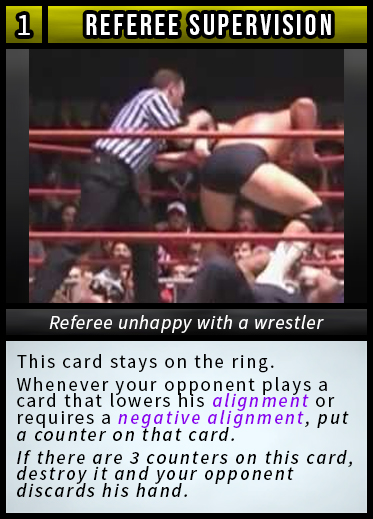 1 REFEREE SUPERVISION
Referee unhappy with a wrestler
This card stays on the ring.
Whenever your opponent plays a
card that lowers his alignment or
requires a negative alignment, put
a counter on that card.
If there are 3 counters on this card,
destroy it and your opponent
discards his hand.